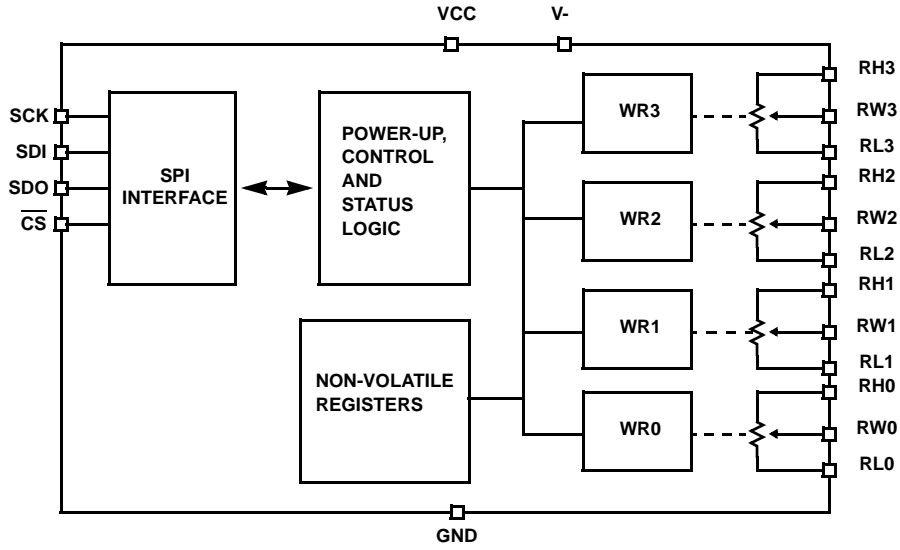 VCC
V-
SCK
SDI
SDO
CS
SPI
INTERFACE
POWER-UP,
CONTROL
AND
STATUS
LOGIC
NON-VOLATILE
REGISTERS
WR3
WR2
WR1
WR0
RH3
RW3
RL3
RH2
RW2
RL2
RH1
RW1
RL1
RH0
RW0
RL0
GND